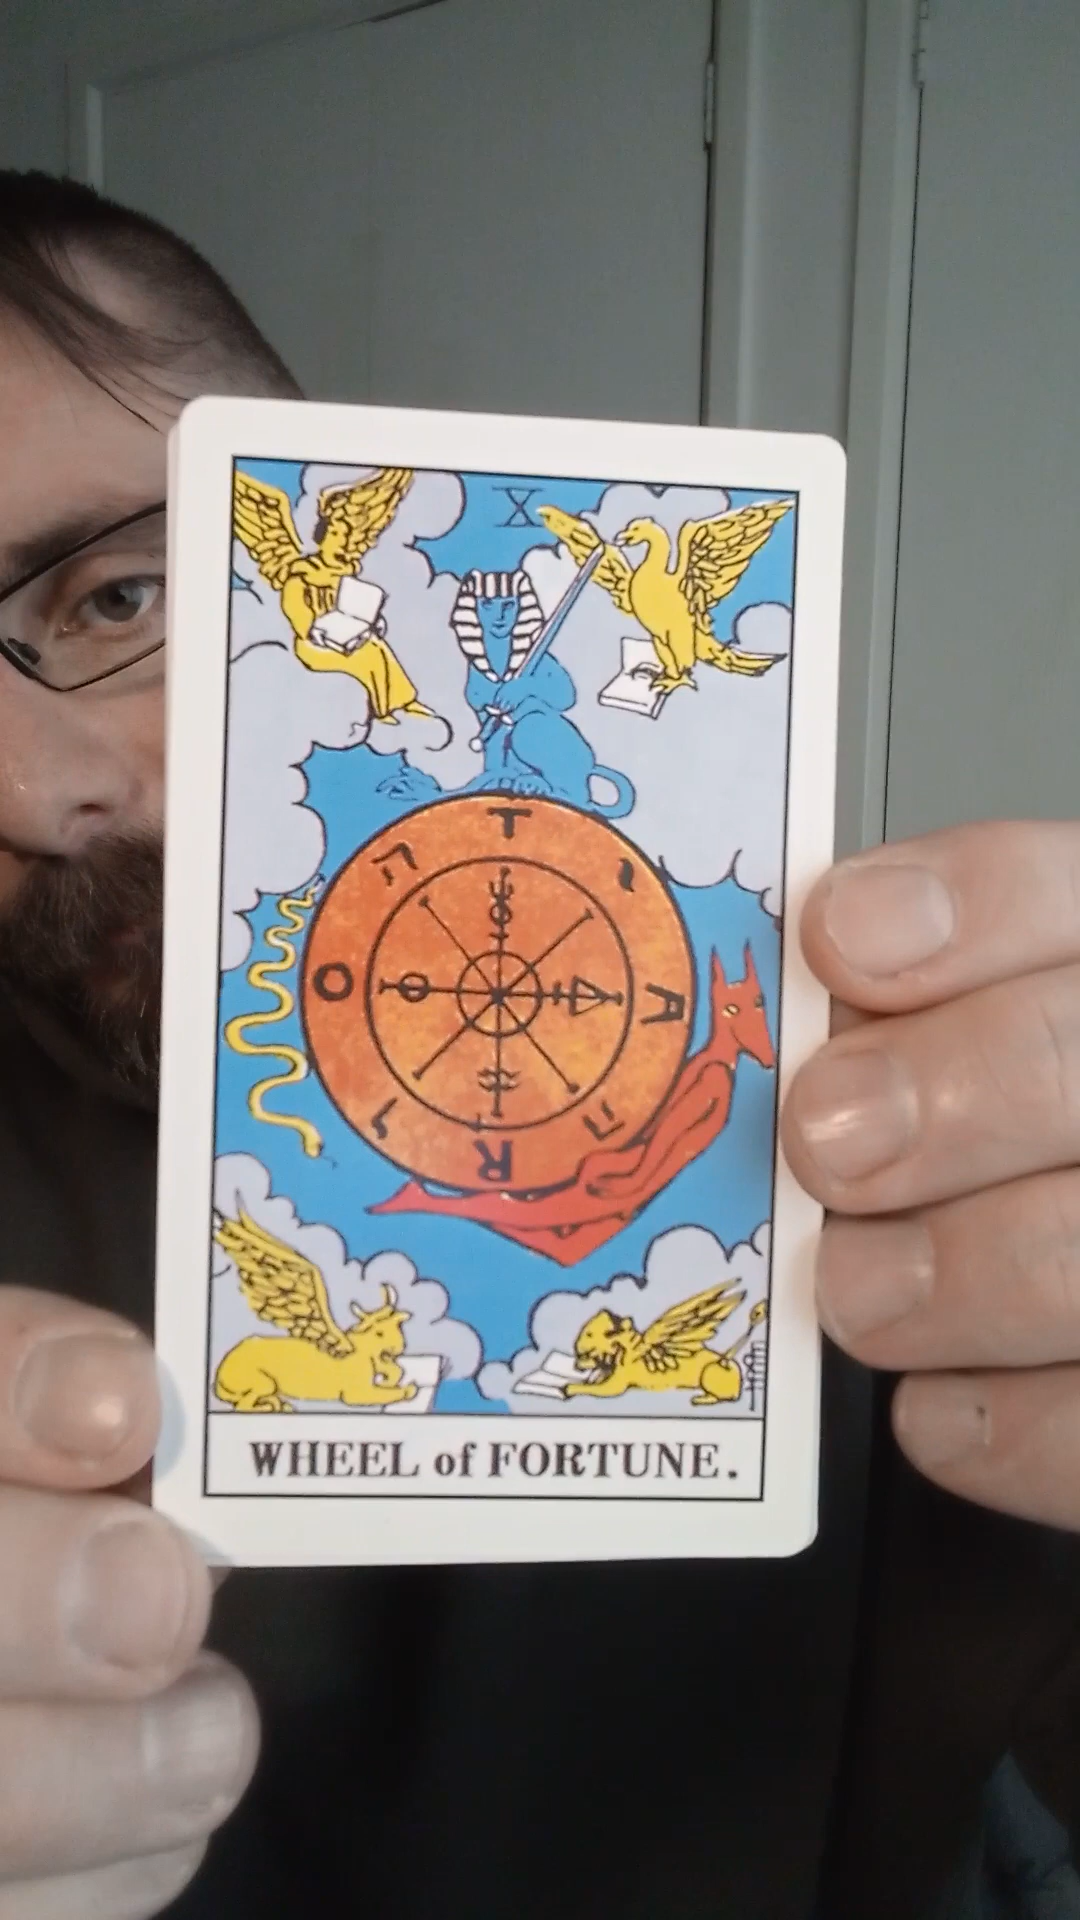 X
T
ה
י
O
A
ו
ה
R
WHEEL of FORTUNE.